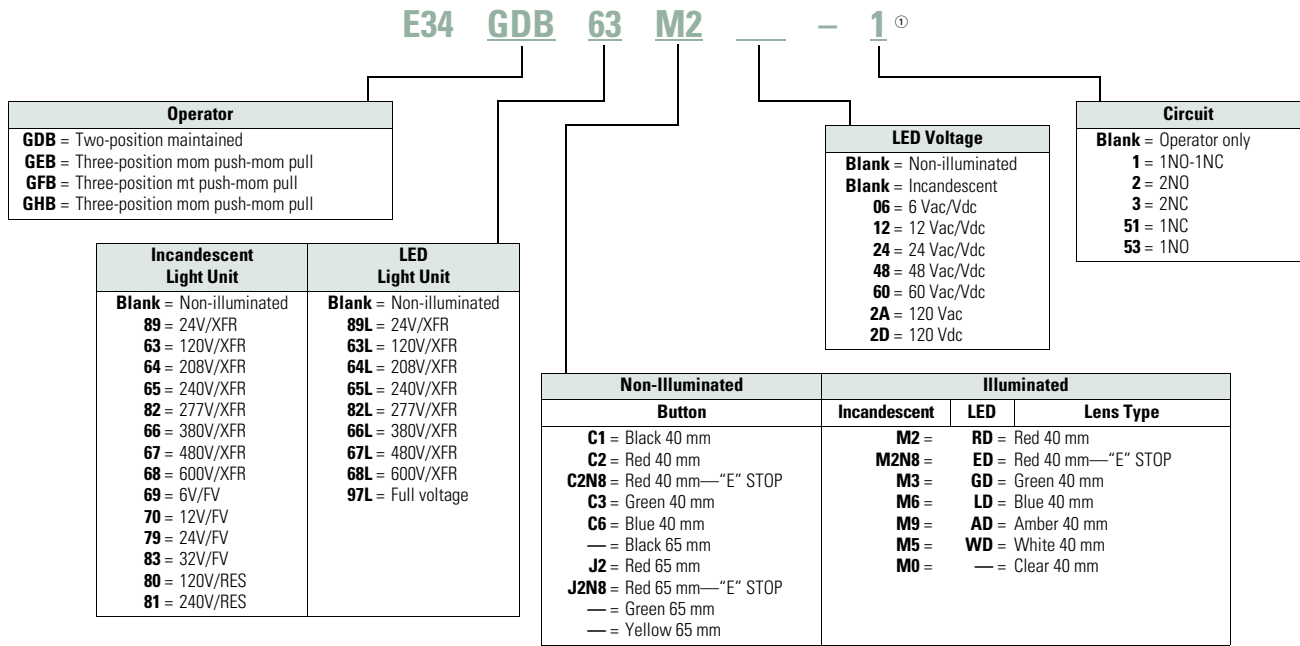 E34 GDB 63 M2 ___ – 1 ①
Operator
GDB = Two-position maintained
GEB = Three-position mom push-mom pull
GFB = Three-position mt push-mom pull
GHB = Three-position mom push-mom pull
Incandescent
Light Unit
Blank = Non-illuminated
89 = 24V/XFR
63 = 120V/XFR
64 = 208V/XFR
65 = 240V/XFR
82 = 277V/XFR
66 = 380V/XFR
67 = 480V/XFR
68 = 600V/XFR
69 = 6V/FV
70 = 12V/FV
79 = 24V/FV
83 = 32V/FV
80 = 120V/RES
81 = 240V/RES
LED
Light Unit
Blank = Non-illuminated
89L = 24V/XFR
63L = 120V/XFR
64L = 208V/XFR
65L = 240V/XFR
82L = 277V/XFR
66L = 380V/XFR
67L = 480V/XFR
68L = 600V/XFR
97L = Full voltage
Non-Illuminated
Button
C1 = Black 40 mm
C2 = Red 40 mm
C2N8 = Red 40 mm—“E” STOP
C3 = Green 40 mm
C6 = Blue 40 mm
— = Black 65 mm
J2 = Red 65 mm
J2N8 = Red 65 mm—“E” STOP
— = Green 65 mm
— = Yellow 65 mm
Illuminated
Incandescent LED Lens Type
M2 = RD = Red 40 mm
M2N8 = ED = Red 40 mm—“E” STOP
M3 = GD = Green 40 mm
M6 = LD = Blue 40 mm
M9 = AD = Amber 40 mm
M5 = WD = White 40 mm
M0 = — = Clear 40 mm
LED Voltage
Blank = Non-illuminated
Blank = Incandescent
06 = 6 Vac/Vdc
12 = 12 Vac/Vdc
24 = 24 Vac/Vdc
48 = 48 Vac/Vdc
60 = 60 Vac/Vdc
2A = 120 Vac
2D = 120 Vdc
Circuit
Blank = Operator only
1 = 1NO-1NC
2 = 2NO
3 = 2NC
51 = 1NC
53 = 1NO